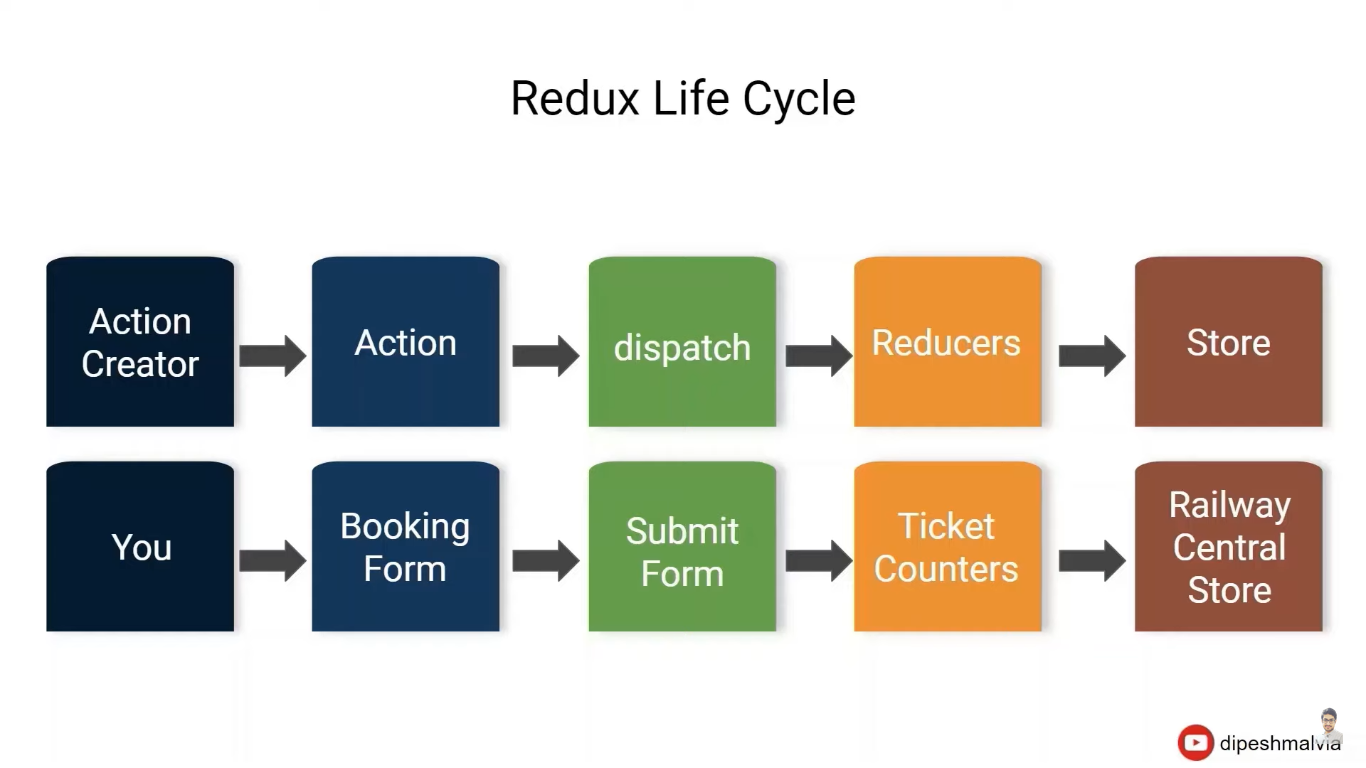 Redux Life Cycle
Action
Creator
Action
dispatch
Reducers
Store
You
Booking
Form
Submit
Form
Ticket
Counters
Railway
Central
Store
dipeshmalvia